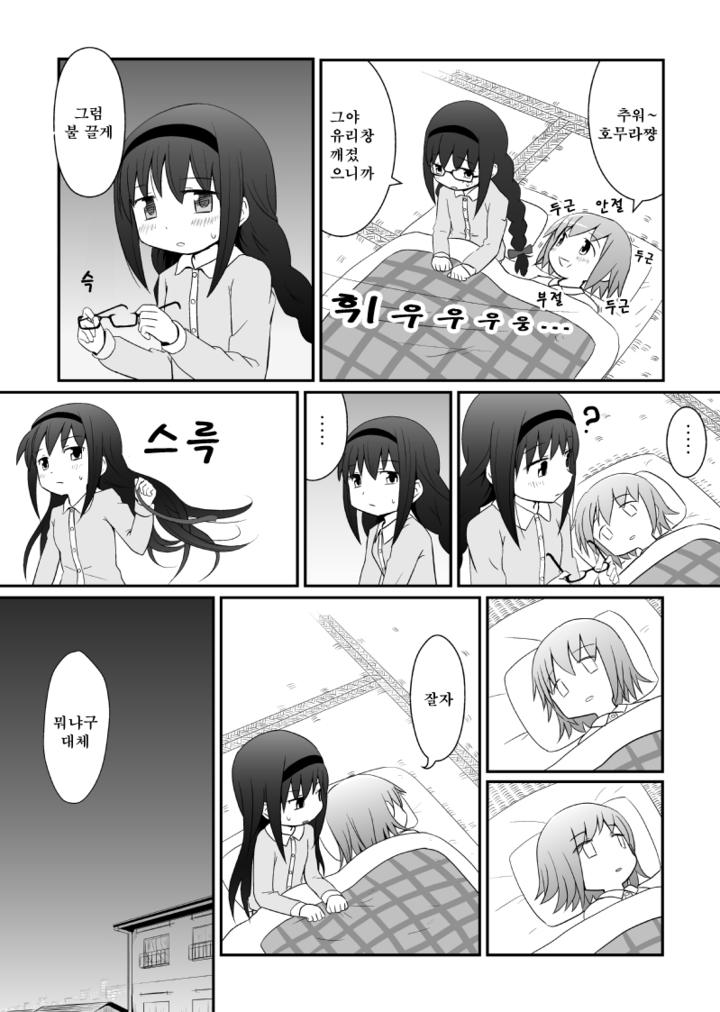 추워~
호무라쨩
두근
안절
두근
부절
두근
그야
유리창
깨졌
으니까
휘우우우웅...
그럼
불 끌게
슥
......
?
......
스륵
잘자
뭐냐구
대체